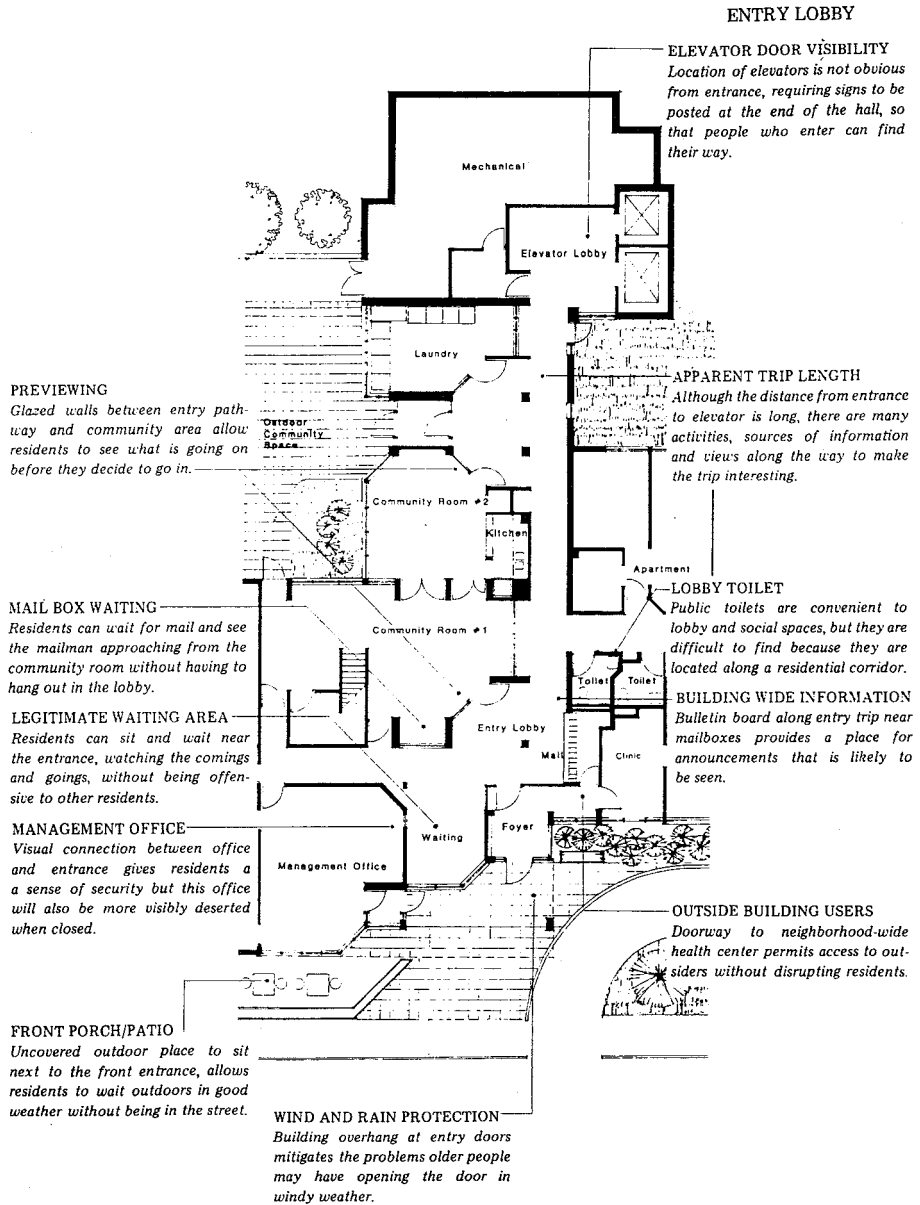 ENTRY LOBBY
ELEVATOR DOOR VISIBILITY
Location of elevators is not obvious
from entrance, requiring signs to be
posted at the end of the hall, so
that people who enter can find
their way.
Mechanical
Elevator Lobby
Laundry
PREVIEWING
Glazed walls between entry path-
way and community area allow
residents to see what is going on
before they decide to go in.
Outdoor
Community
Space
APPARENT TRIP LENGTH
Although the distance from entrance
to elevator is long, there are many
activities, sources of information
and views along the way to make
the trip interesting.
Community Room #2
Kitchen
Apartment
LOBBY TOILET
Public toilets are convenient to
lobby and social spaces, but they are
difficult to find because they are
located along a residential corridor.
MAIL BOX WAITING
Residents can wait for mail and see
the mailman approaching from the
community room without having to
hang out in the lobby.
Community Room #1
Toilet
Toilet
BUILDING WIDE INFORMATION
Bulletin board along entry trip near
mailboxes provides a place for
announcements that is likely to
be seen.
LEGITIMATE WAITING AREA
Residents can sit and wait near
the entrance, watching the comings
and goings, without being offen-
sive to other residents.
Entry Lobby
Mail
Clinic
MANAGEMENT OFFICE
Visual connection between office
and entrance gives residents a
a sense of security but this office
will also be more visibly deserted
when closed.
Waiting
Foyer
Management Office
OUTSIDE BUILDING USERS
Doorway to neighborhood-wide
health center permits access to out-
siders without disrupting residents.
FRONT PORCH/PATIO
Uncovered outdoor place to sit
next to the front entrance, allows
residents to wait outdoors in good
weather without being in the street.
WIND AND RAIN PROTECTION
Building overhang at entry doors
mitigates the problems older people
may have opening the door in
windy weather.